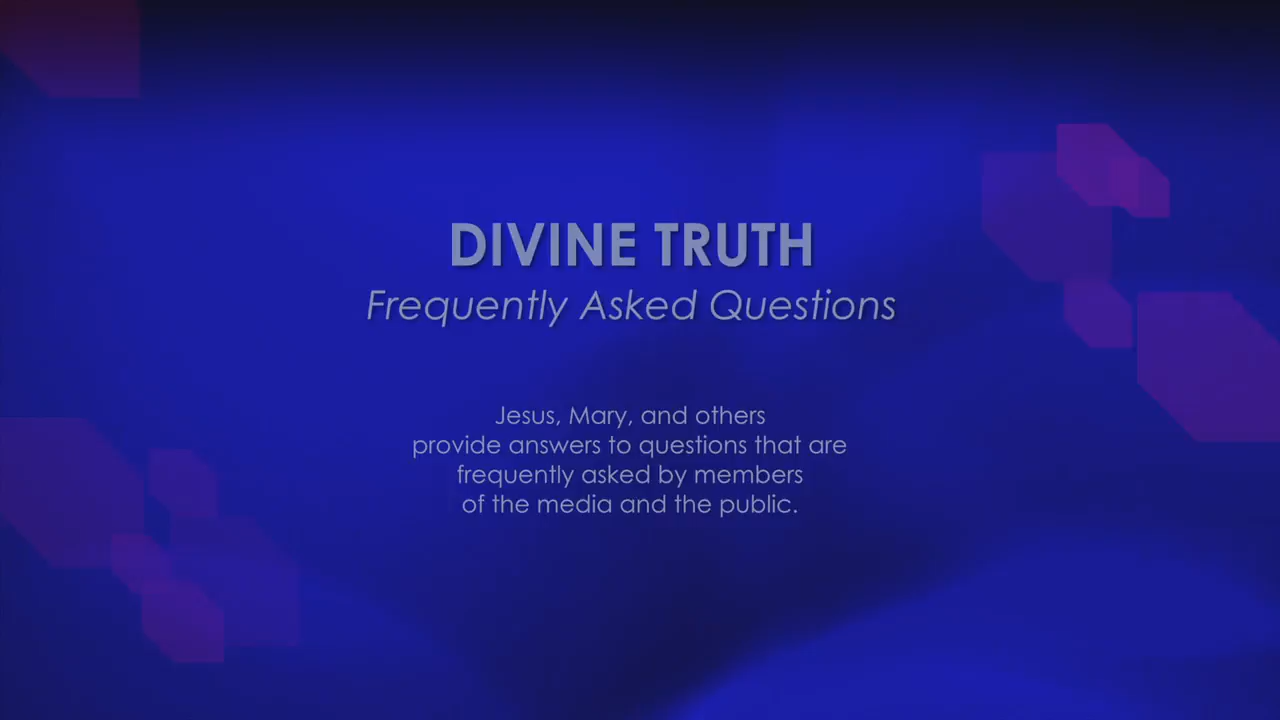 DIVINE TRUTH
Frequently Asked Questions
Jesus, Mary, and others
provide answers to questions that are
frequently asked by members
of the media and the public.